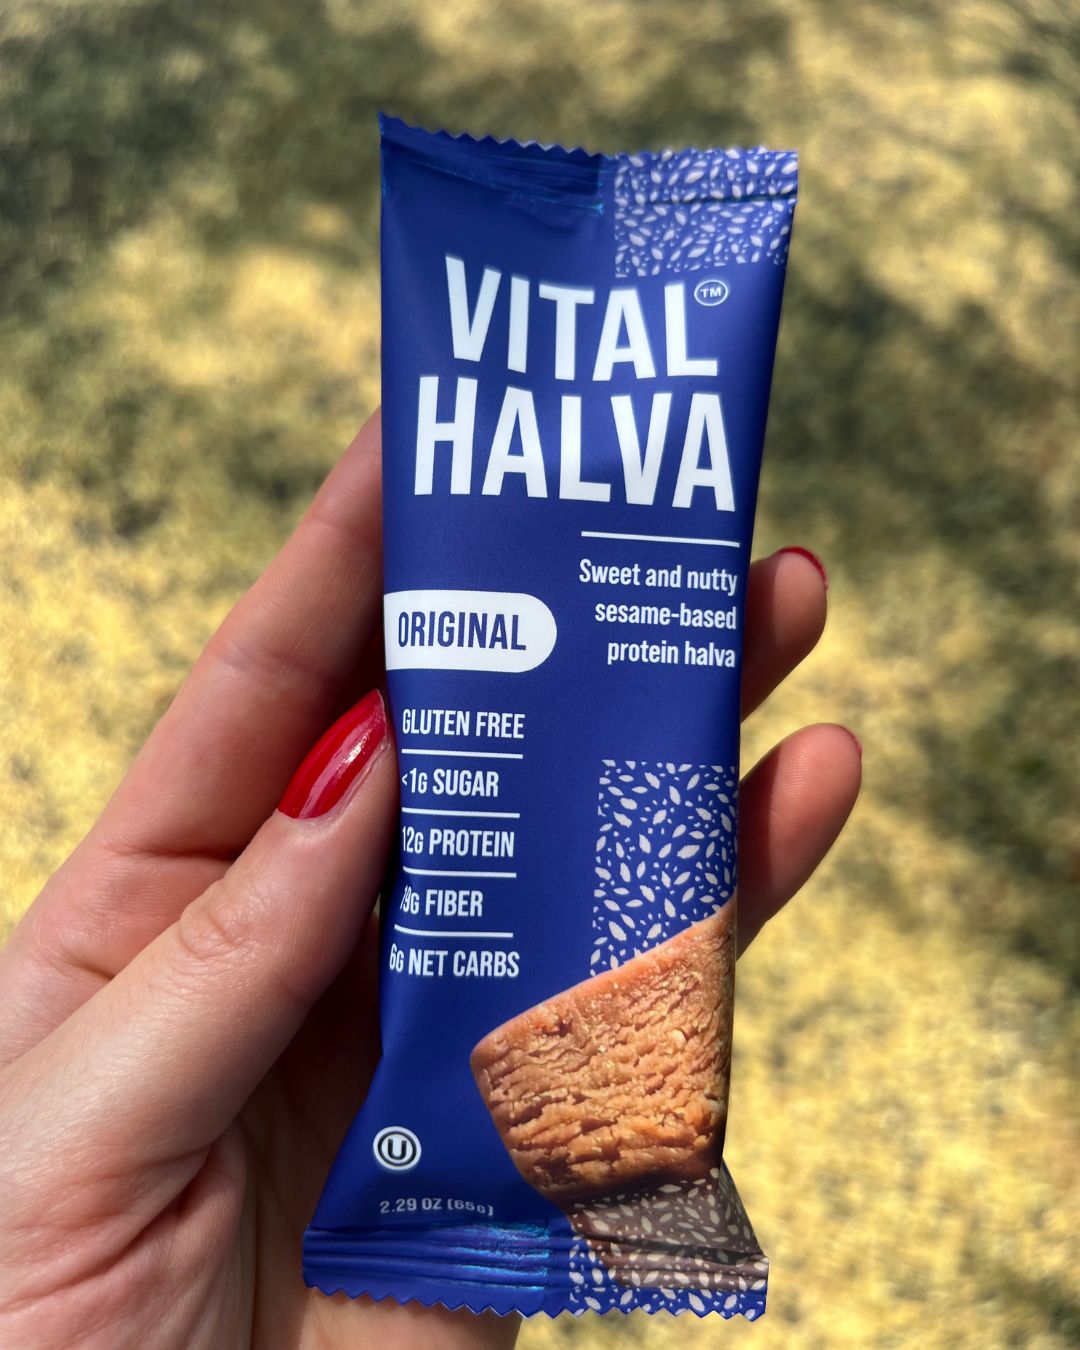 VITAL™
HALVA
Sweet and nutty
sesame-based
protein halva
ORIGINAL
GLUTEN FREE
<1G SUGAR
12G PROTEIN
FIBER
6G NET CARBS
U
2.29 OZ (65G)